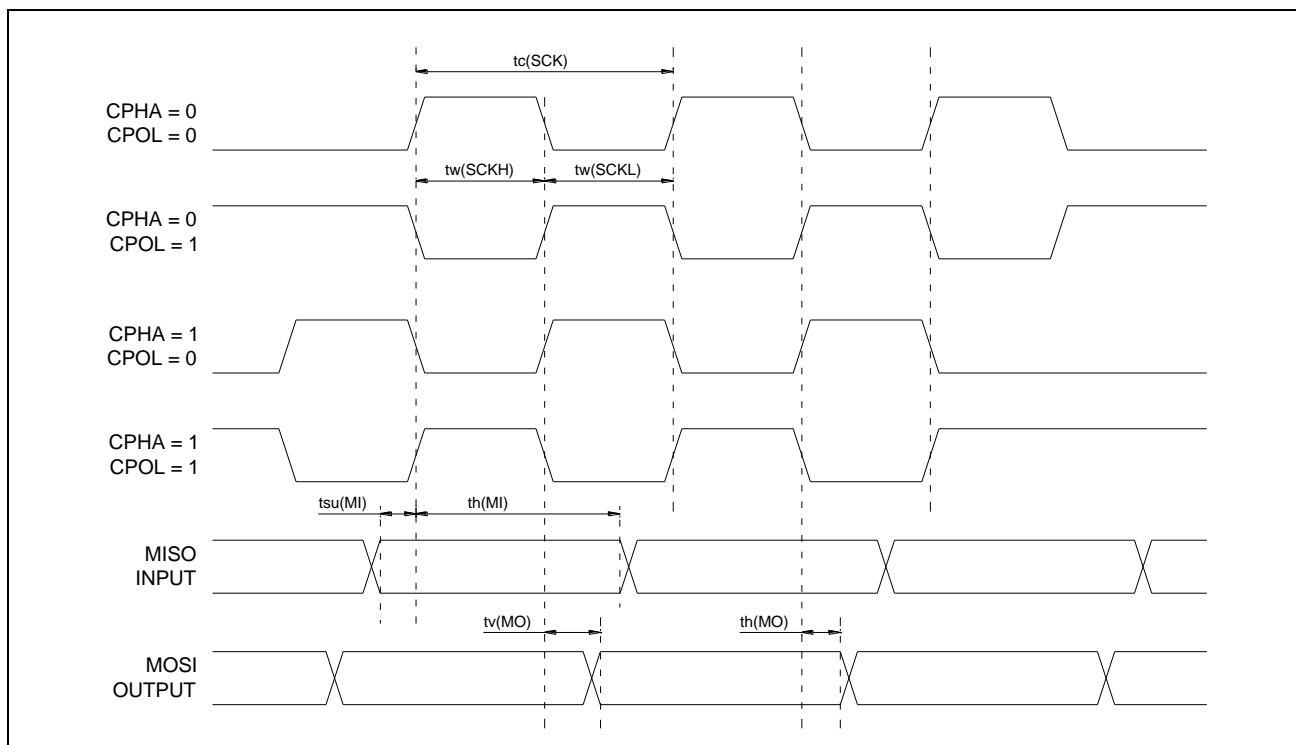 tc(SCK)
CPHA = 0
CPOL = 0
tw(SCKH)
tw(SCKL)
CPHA = 0
CPOL = 1
CPHA = 1
CPOL = 0
CPHA = 1
CPOL = 1
tsu(MI)
th(MI)
MISO
INPUT
tv(MO)
th(MO)
MOSI
OUTPUT